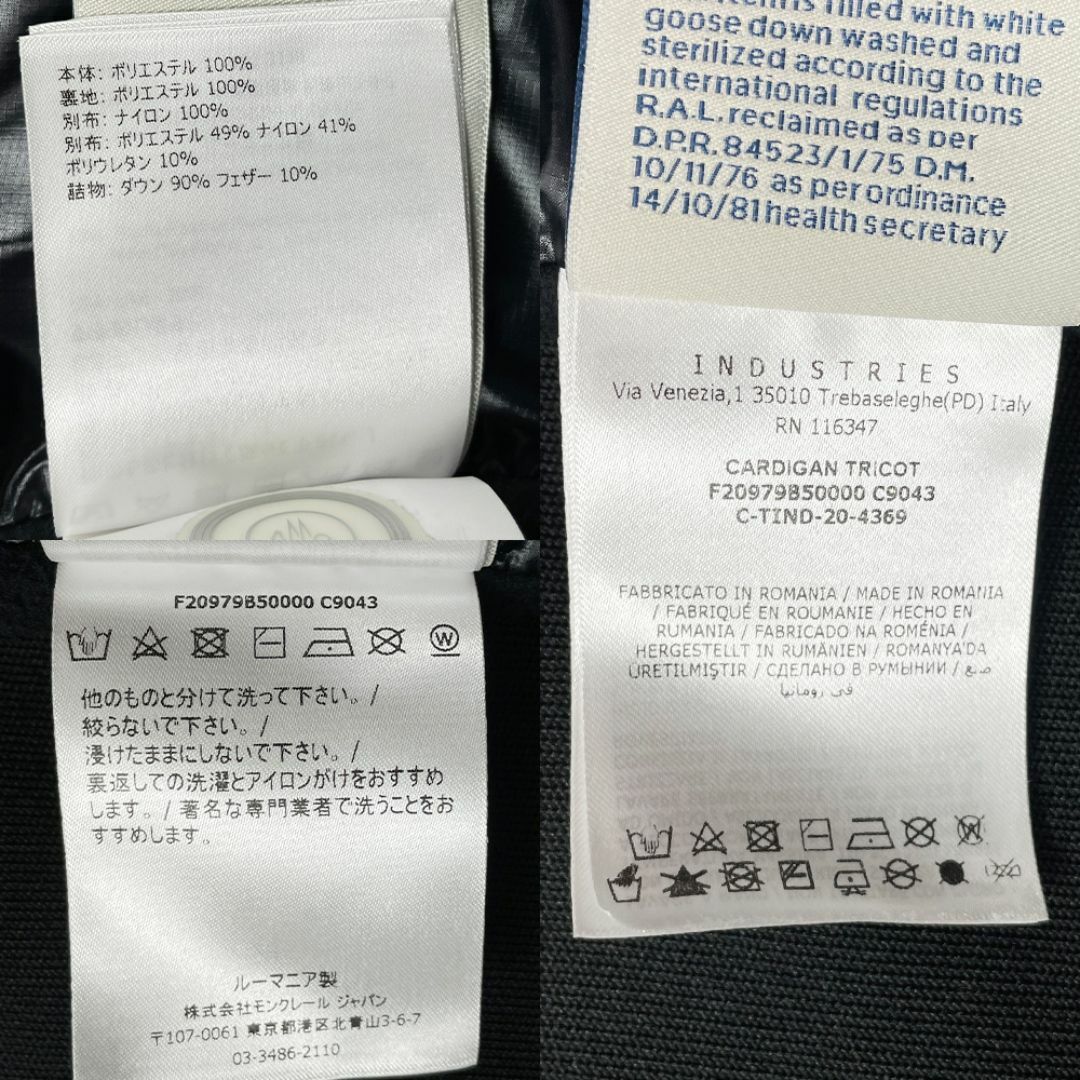 本体: ポリエステル 100%
裏地: ポリエステル 100%
別布: ナイロン 100%
別布: ポリエステル 49% ナイロン 41%
ポリウレタン 10%
詰物: ダウン 90% フェザー 10%
filled with white
goose down washed and
sterilized according to the
international regulations
R.A.L. reclaimed as per
D.P.R. 84523/1/75 D.M.
10/11/76 as per ordinance
14/10/81 health secretary
INDUSTRIES
Via Venezia,1 35010 Trebaseleghe(PD) Italy
RN 116347
CARDIGAN TRICOT
F20979B50000 C9043
C-TIND-20-4369
FABBRICATO IN ROMANIA / MADE IN ROMANIA
/ FABRIQUÉ EN ROUMANIE / HECHO EN
RUMANIA / FABRICADO NA ROMÉNIA /
HERGESTELLT IN RUMÄNIEN / ROMANYA'DA
ÜRETILMIŞTIR / СДЕЛАНО В РУМЫНИИ / صنع
في رومانيا
F20979B50000 C9043
W
他のものと分けて洗って下さい。/
絞らないで下さい。/
浸けたままにしないで下さい。/
裏返しての洗濯とアイロンがけをおすすめ
します。/ 著名な専門業者で洗うことをお
すすめします。
ルーマニア製
株式会社モンクレール ジャパン
〒107-0061 東京都港区北青山3-6-7
03-3486-2110